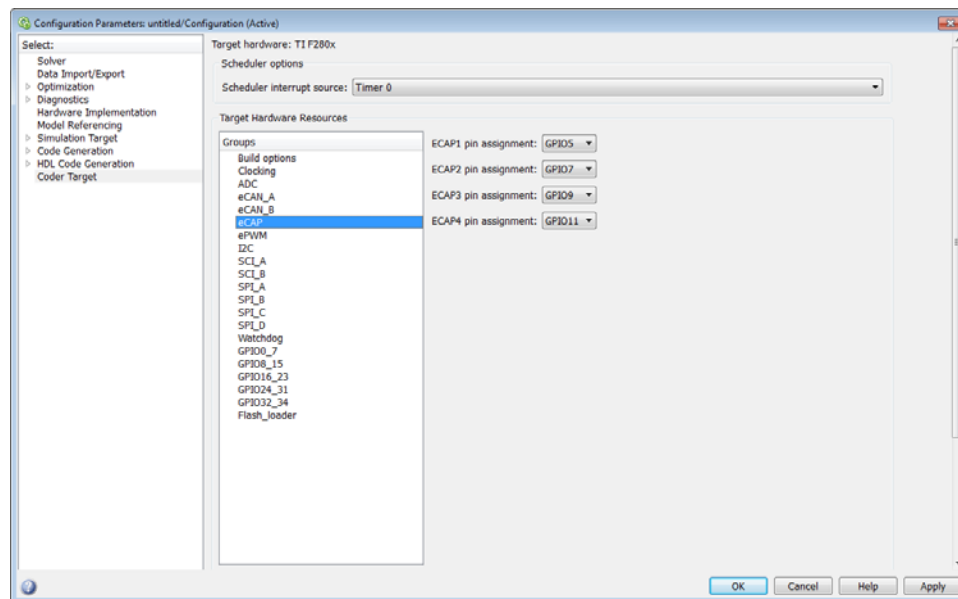 Configuration Parameters: untitled/Configuration (Active)
Select:
Solver
Data Import/Export
Optimization
Diagnostics
Hardware Implementation
Model Referencing
Simulation Target
Code Generation
HDL Code Generation
Coder Target
Target hardware: TI F280x
Scheduler options
Scheduler interrupt source: Timer 0
Target Hardware Resources
Groups
Build options
Clocking
ADC
eCAN_A
eCAN_B
eCAP
ePWM
I2C
SCI_A
SCI_B
SPI_A
SPI_B
SPI_C
SPI_D
Watchdog
GPIO0_7
GPIO8_15
GPIO16_23
GPIO24_31
GPIO32_34
Flash_loader
ECAP1 pin assignment: GPIO5
ECAP2 pin assignment: GPIO7
ECAP3 pin assignment: GPIO9
ECAP4 pin assignment: GPIO11
OK Cancel Help Apply